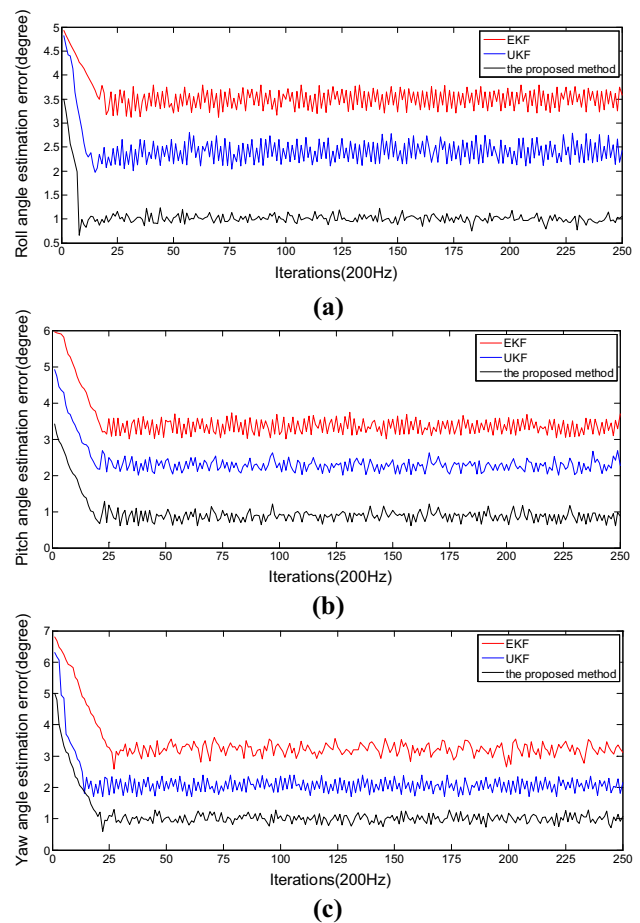 5
4.5
4
3.5
3
2.5
2
1.5
1
0.5
Roll angle estimation error(degree)
EKF
UKF
the proposed method
0 25 50 75 100 125 150 175 200 225 250
Iterations(200Hz)
(a)
6
5
4
3
2
1
0
Pitch angle estimation error(degree)
EKF
UKF
the proposed method
0 25 50 75 100 125 150 175 200 225 250
Iterations(200Hz)
(b)
7
6
5
4
3
2
1
0
Yaw angle estimation error(degree)
EKF
UKF
the proposed method
0 25 50 75 100 125 150 175 200 225 250
Iterations(200Hz)
(c)